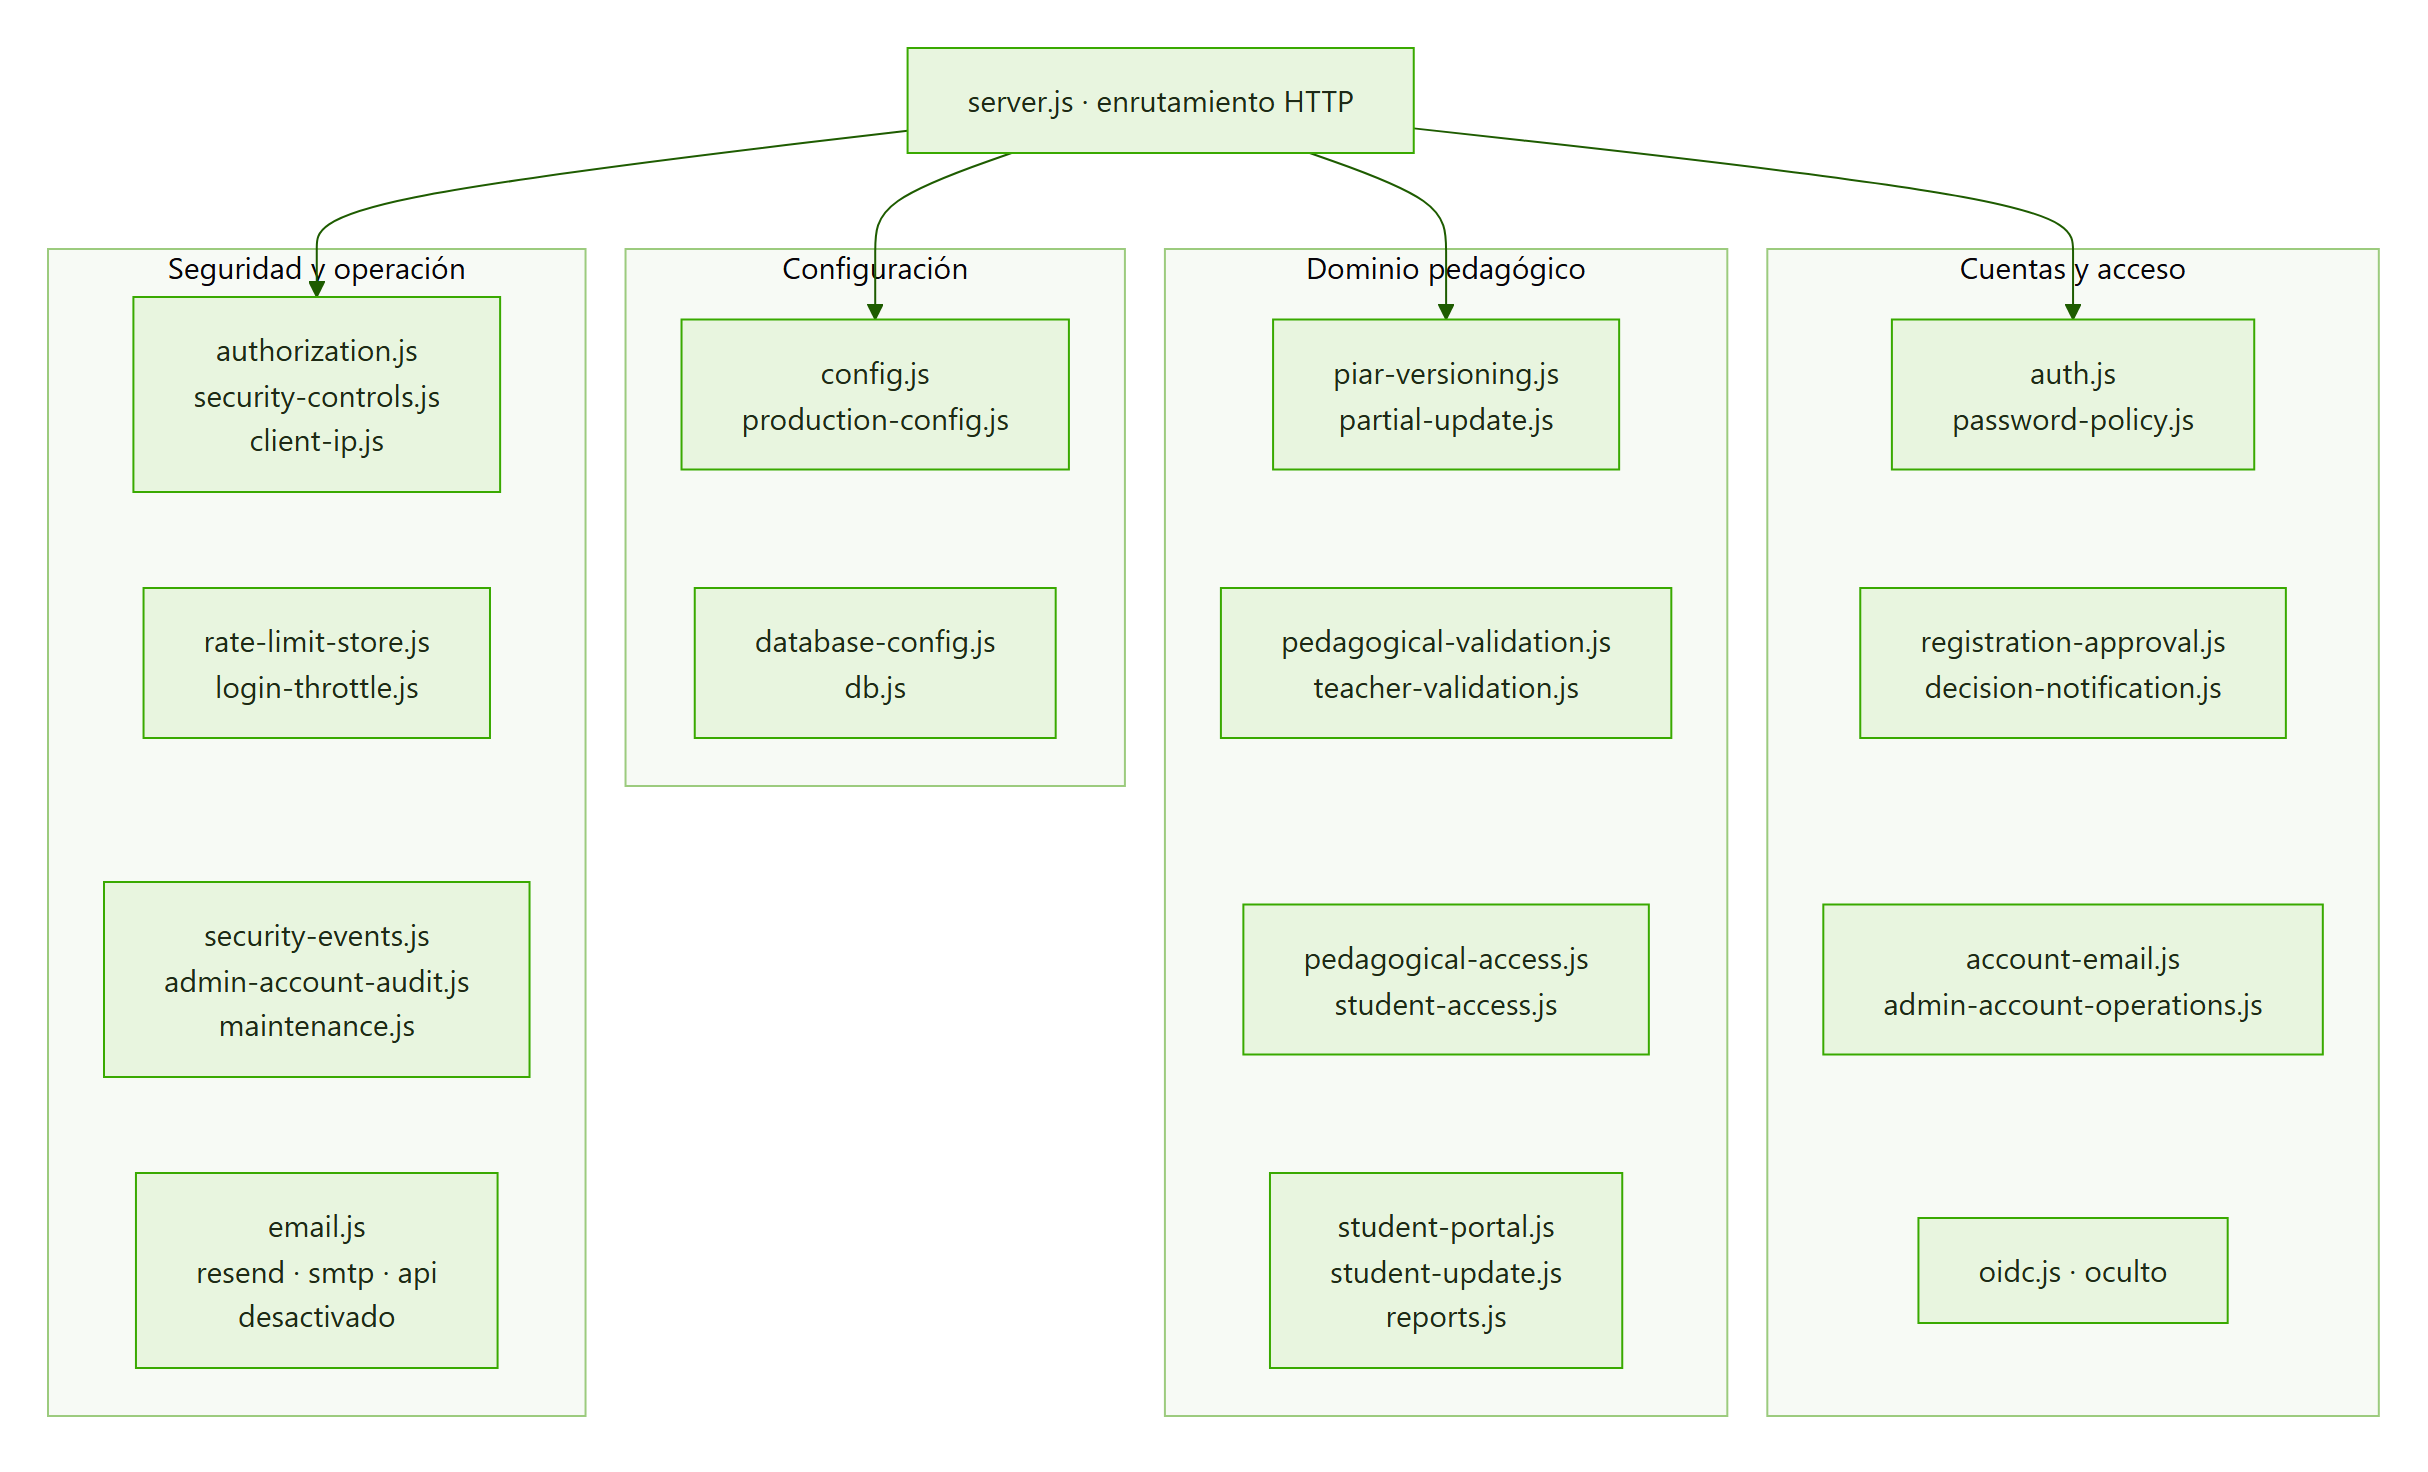 server.js · enrutamiento HTTP
Seguridad y operación
authorization.js
security-controls.js
client-ip.js
rate-limit-store.js
login-throttle.js
security-events.js
admin-account-audit.js
maintenance.js
email.js
resend · smtp · api
desactivado
Configuración
config.js
production-config.js
database-config.js
db.js
Dominio pedagógico
piar-versioning.js
partial-update.js
pedagogical-validation.js
teacher-validation.js
pedagogical-access.js
student-access.js
student-portal.js
student-update.js
reports.js
Cuentas y acceso
auth.js
password-policy.js
registration-approval.js
decision-notification.js
account-email.js
admin-account-operations.js
oidc.js · oculto